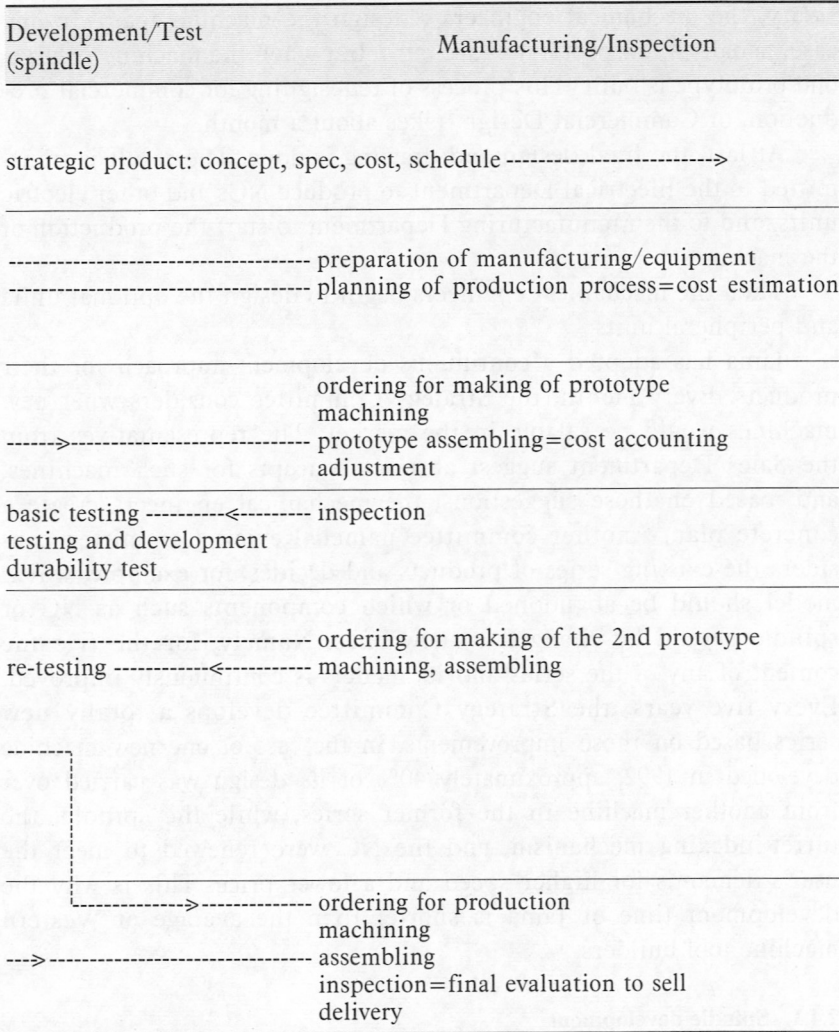 Development/Test
(spindle)
Manufacturing/Inspection
strategic product: concept, spec, cost, schedule
preparation of manufacturing/equipment
planning of production process=cost estimation
ordering for making of prototype
machining
prototype assembling=cost accounting
adjustment
basic testing
inspection
testing and development
durability test
ordering for making of the 2nd prototype
re-testing
machining, assembling
ordering for production
machining
assembling
inspection=final evaluation to sell
delivery